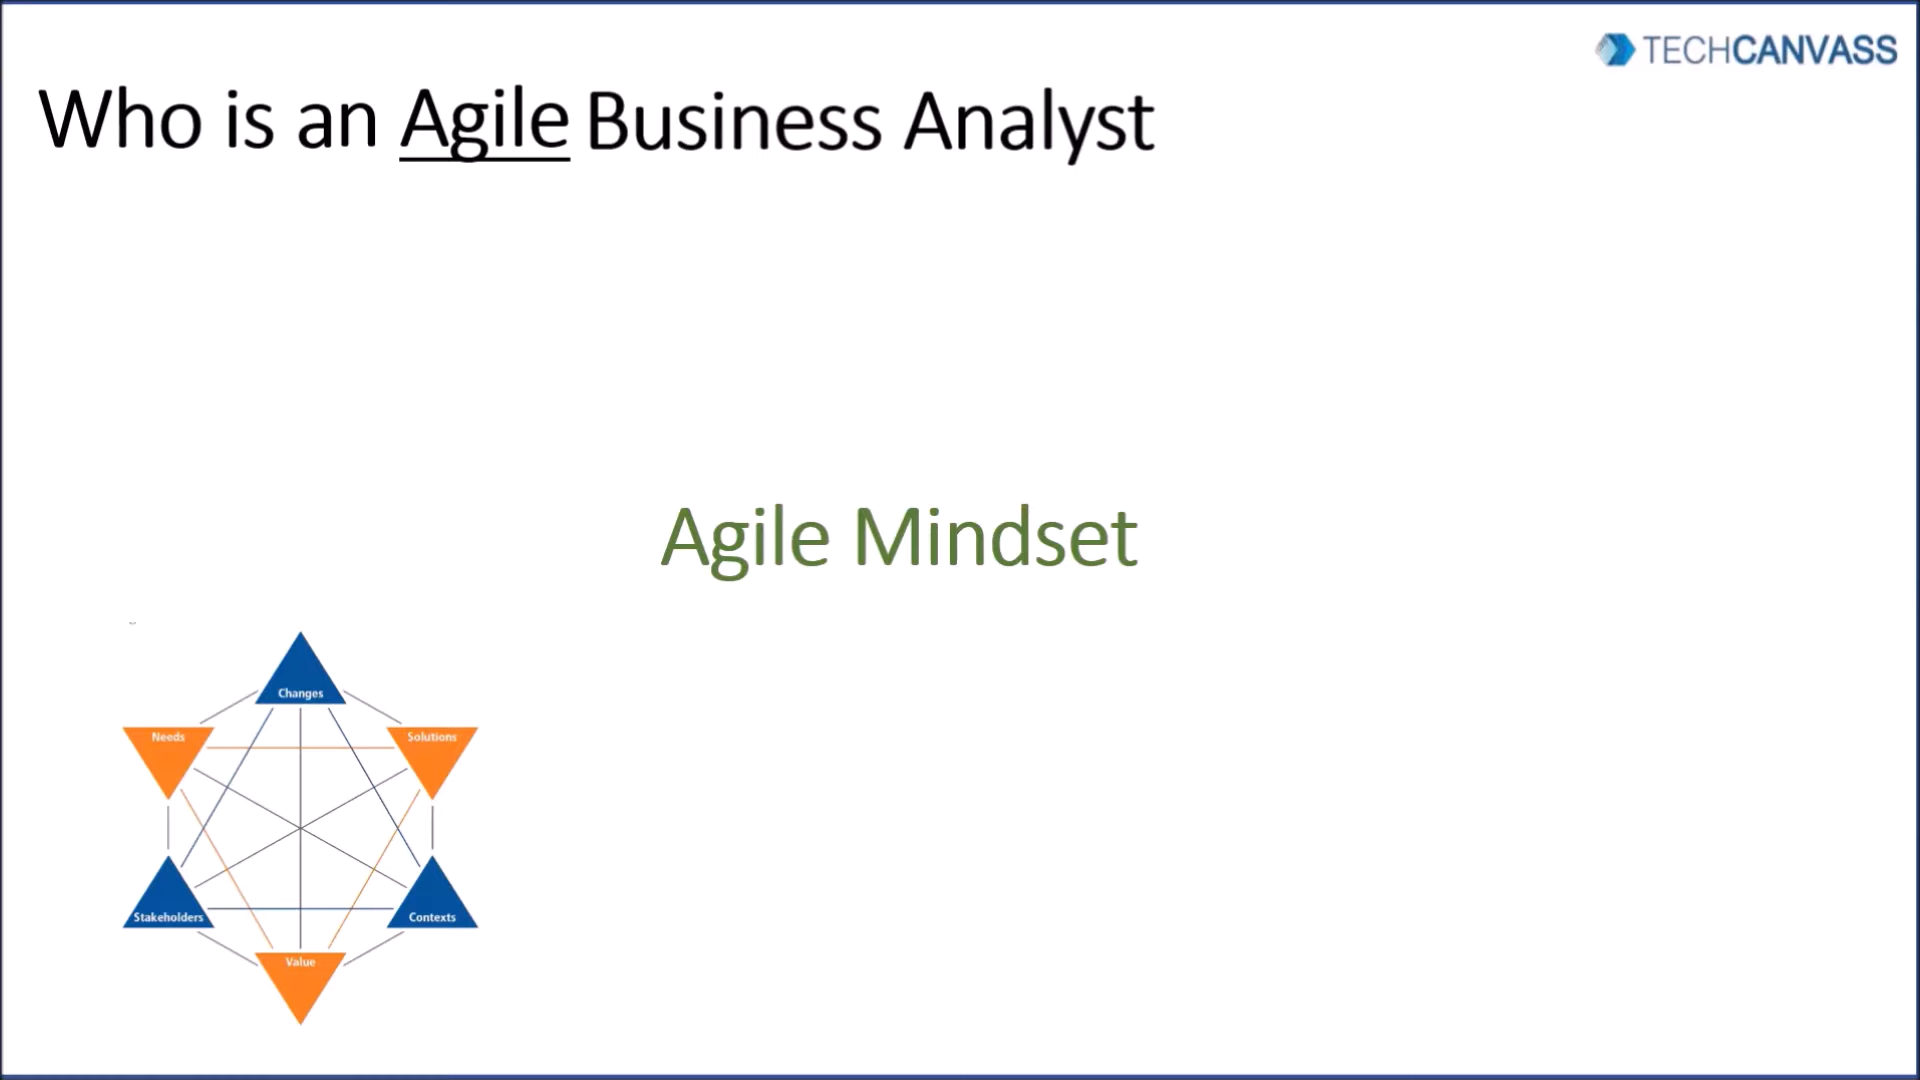 TECHCANVASS
Who is an Agile Business Analyst
Agile Mindset
Changes
Needs
Solutions
Stakeholders
Contexts
Value